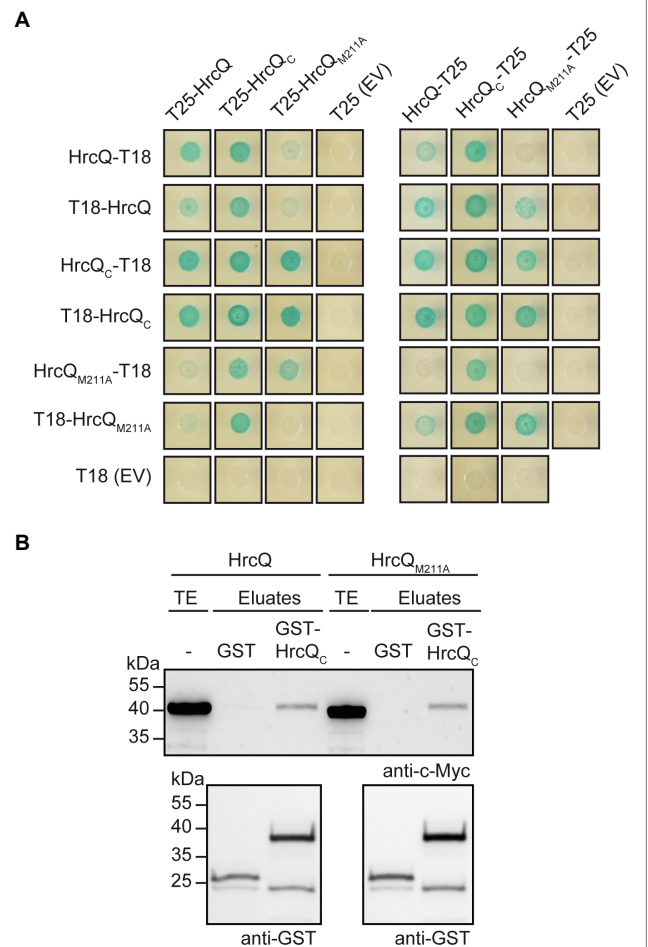 A
T25-HrcQ T25-HrcQC T25-HrcQM211A T25 (EV) HrcQ-T25 HrcQC-T25 HrcQM211A-T25 T25 (EV)
HrcQ-T18
T18-HrcQ
HrcQC-T18
T18-HrcQC
HrcQM211A-T18
T18-HrcQM211A
T18 (EV)
B
HrcQ HrcQM211A
TE Eluates TE Eluates
- GST GST-HrcQC - GST GST-HrcQC
kDa
55
40
35
anti-c-Myc
kDa
55
40
35
25
anti-GST anti-GST